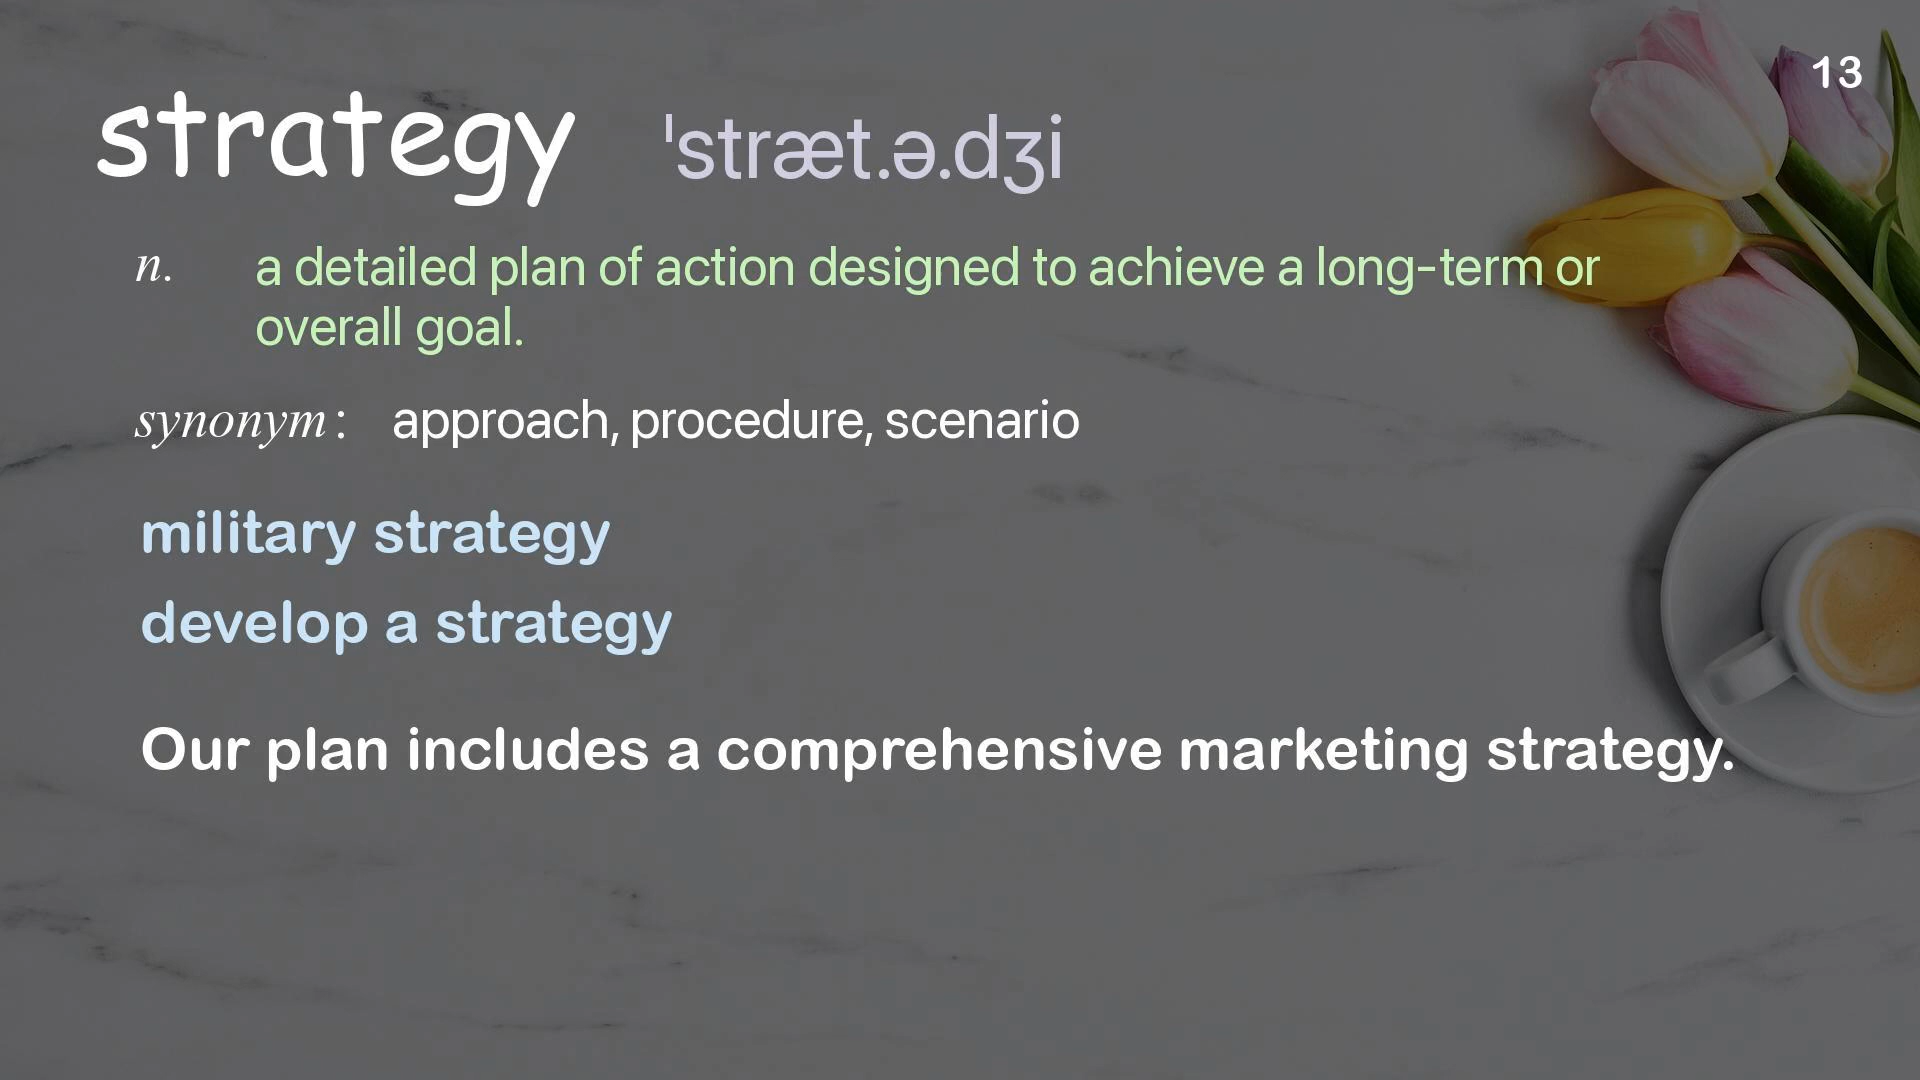 13
strategy ˈstræt.ə.dʒi
n. a detailed plan of action designed to achieve a long-term or
overall goal.
synonym: approach, procedure, scenario
military strategy
develop a strategy
Our plan includes a comprehensive marketing strategy.